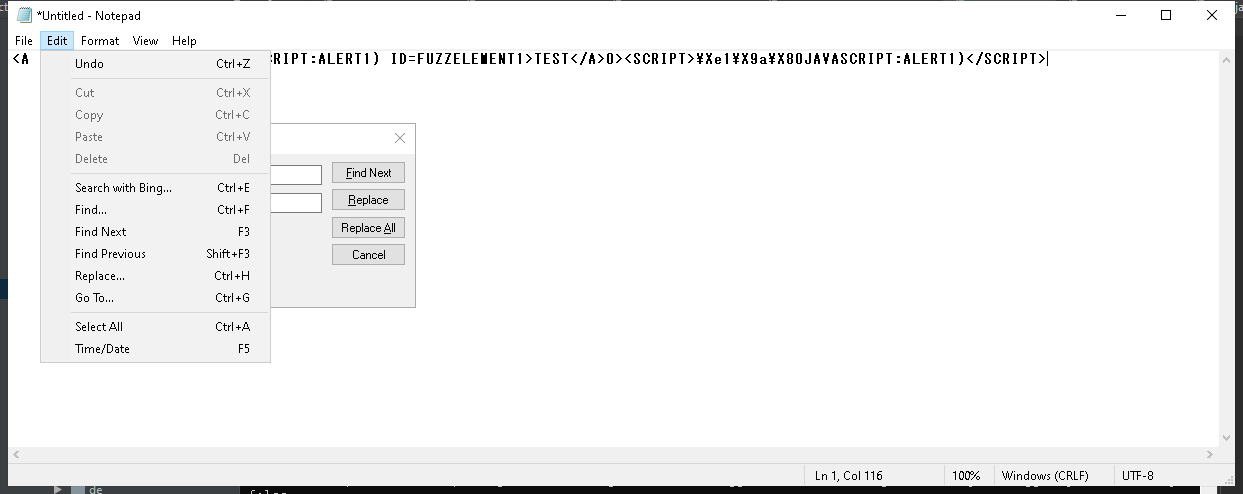 *Untitled - Notepad
File Edit Format View Help
<A RIPT:ALERT1) ID=FUZZELEMENT1>TEST</A>0><SCRIPT>¥Xe1¥X9a¥X80JAVASCRIPT:ALERT1)</SCRIPT>
Undo Ctrl+Z
Cut Ctrl+X
Copy Ctrl+C
Paste Ctrl+V
Delete Del
Search with Bing... Ctrl+E
Find... Ctrl+F
Find Next F3
Find Previous Shift+F3
Replace... Ctrl+H
Go To... Ctrl+G
Select All Ctrl+A
Time/Date F5
Find Next
Replace
Replace All
Cancel
Ln 1, Col 116 100% Windows (CRLF) UTF-8
de